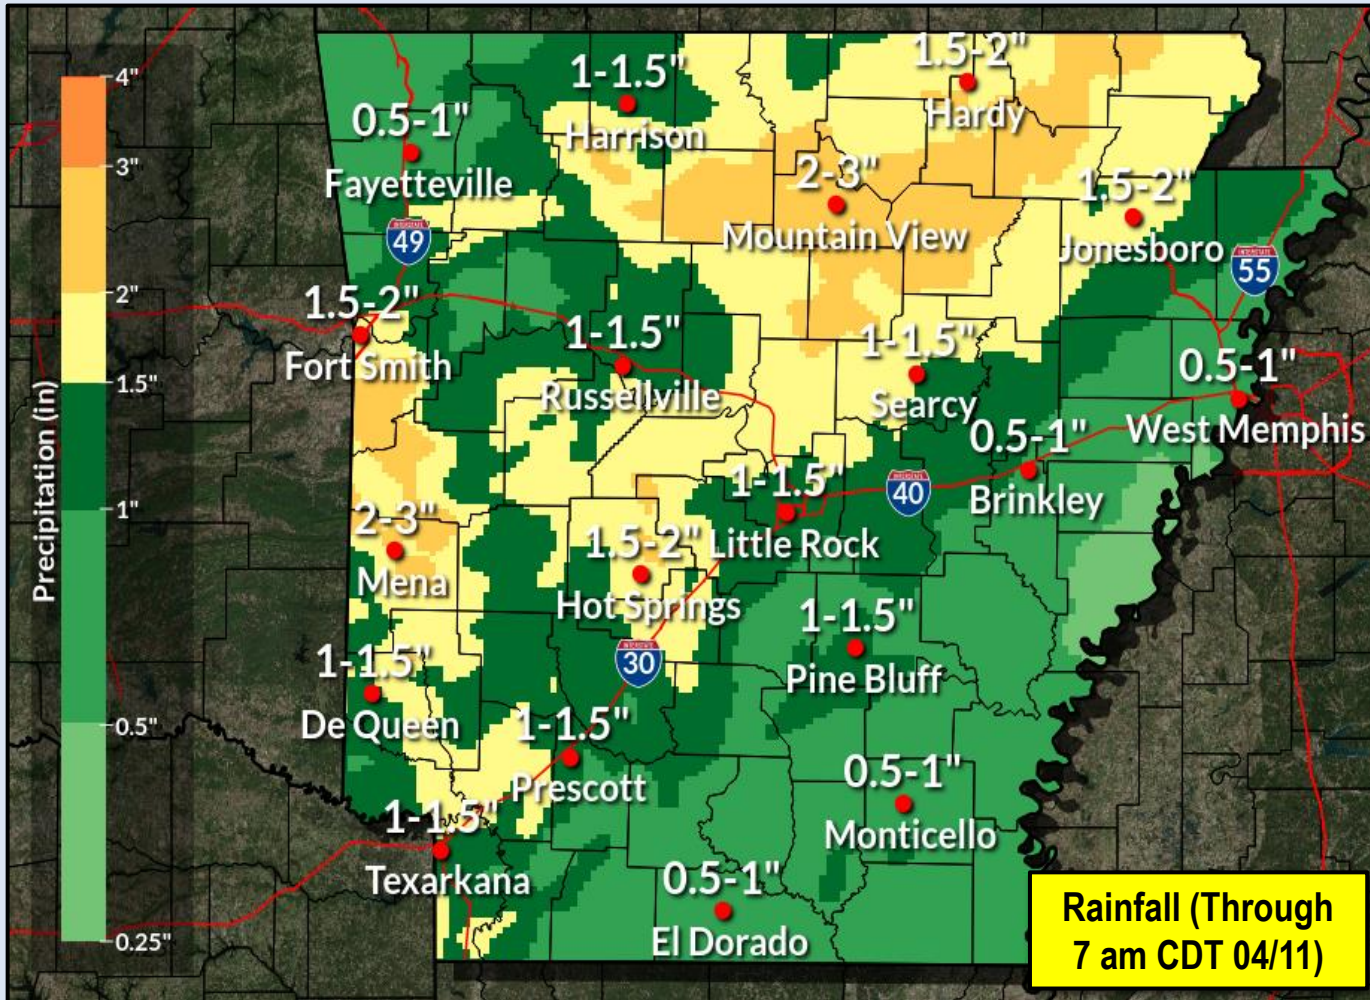 4"
3"
2"
1.5"
1"
0.5"
0.25"
Precipitation (in)
1.5-2"
Hardy
1-1.5"
Harrison
0.5-1"
Fayetteville
2-3"
Mountain View
1.5-2"
Jonesboro
INTERSTATE
49
INTERSTATE
55
1.5-2"
Fort Smith
1-1.5"
Russellville
1-1.5"
Searcy
0.5-1"
West Memphis
0.5-1"
Brinkley
1-1.5"
Little Rock
INTERSTATE
40
2-3"
Mena
1.5-2"
Hot Springs
1-1.5"
Pine Bluff
INTERSTATE
30
1-1.5"
De Queen
1-1.5"
Prescott
0.5-1"
Monticello
1-1.5"
Texarkana
0.5-1"
El Dorado
Rainfall (Through
7 am CDT 04/11)